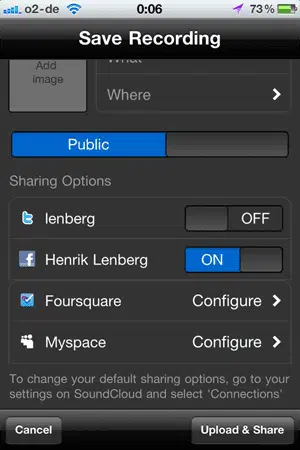 o2-de 0:06 73 %
Save Recording
Add
image
What
Where
Public
Sharing Options
lenberg OFF
Henrik Lenberg ON
Foursquare Configure
Myspace Configure
To change your default sharing options, go to your
settings on SoundCloud and select 'Connections'
Cancel Upload & Share